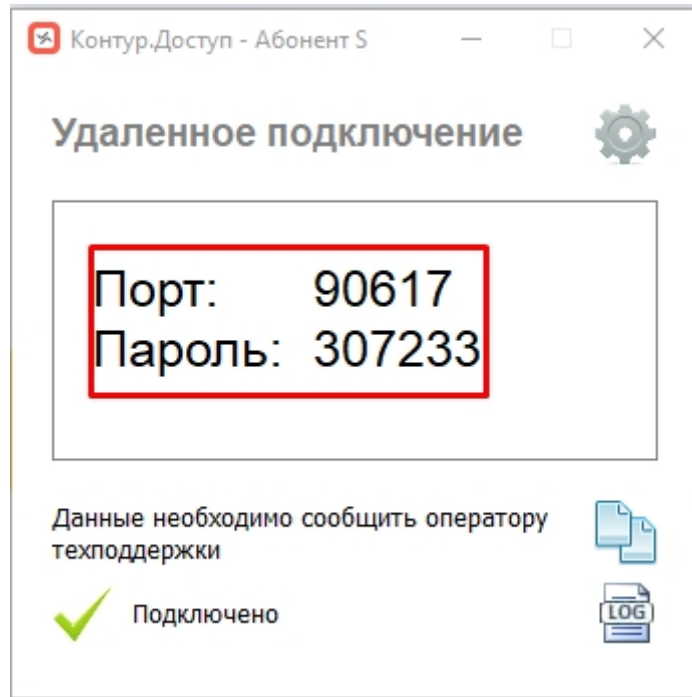 Контур.Доступ - Абонент S
Удаленное подключение
Порт: 90617
Пароль: 307233
Данные необходимо сообщить оператору
техподдержки
Подключено
LOG